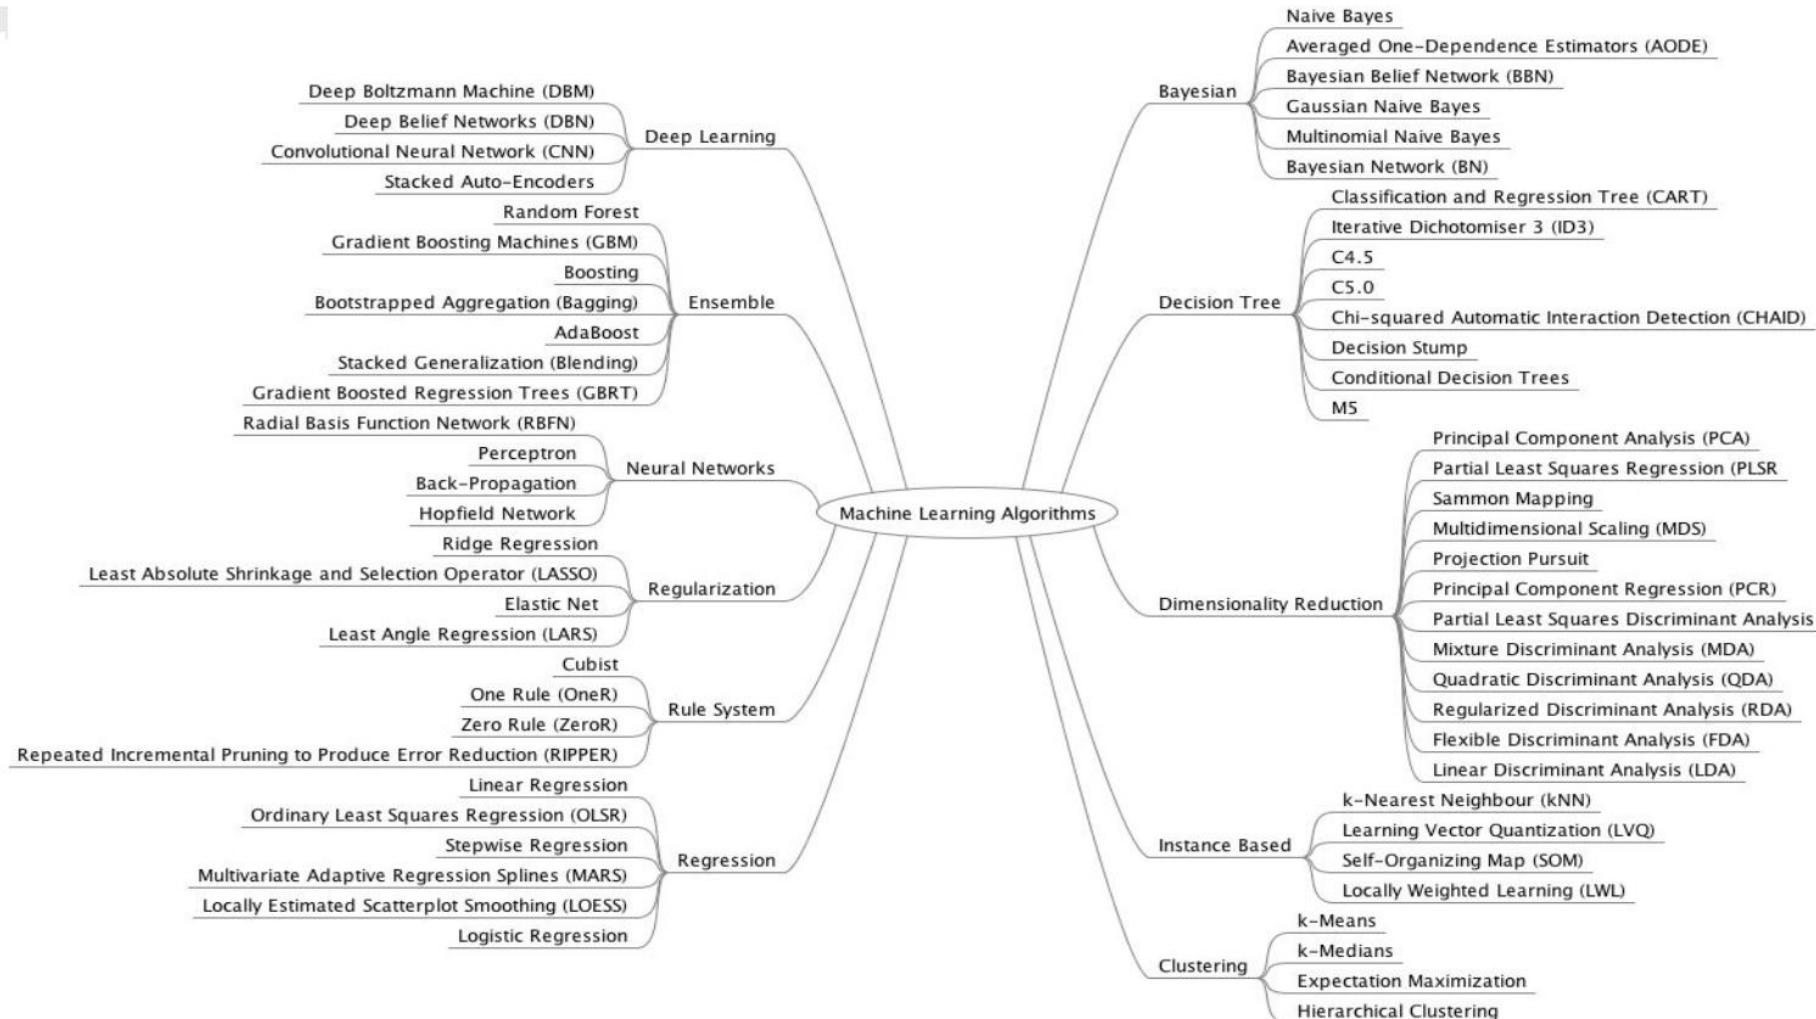 Deep Boltzmann Machine (DBM)
Deep Belief Networks (DBN)
Convolutional Neural Network (CNN)
Stacked Auto-Encoders
Deep Learning
Random Forest
Gradient Boosting Machines (GBM)
Boosting
Bootstrapped Aggregation (Bagging)
AdaBoost
Stacked Generalization (Blending)
Gradient Boosted Regression Trees (GBRT)
Ensemble
Radial Basis Function Network (RBFN)
Perceptron
Back-Propagation
Hopfield Network
Neural Networks
Ridge Regression
Least Absolute Shrinkage and Selection Operator (LASSO)
Elastic Net
Least Angle Regression (LARS)
Regularization
Cubist
One Rule (OneR)
Zero Rule (ZeroR)
Repeated Incremental Pruning to Produce Error Reduction (RIPPER)
Rule System
Linear Regression
Ordinary Least Squares Regression (OLSR)
Stepwise Regression
Multivariate Adaptive Regression Splines (MARS)
Locally Estimated Scatterplot Smoothing (LOESS)
Logistic Regression
Regression
Machine Learning Algorithms
Bayesian
Naive Bayes
Averaged One-Dependence Estimators (AODE)
Bayesian Belief Network (BBN)
Gaussian Naive Bayes
Multinomial Naive Bayes
Bayesian Network (BN)
Decision Tree
Classification and Regression Tree (CART)
Iterative Dichotomiser 3 (ID3)
C4.5
C5.0
Chi-squared Automatic Interaction Detection (CHAID)
Decision Stump
Conditional Decision Trees
M5
Dimensionality Reduction
Principal Component Analysis (PCA)
Partial Least Squares Regression (PLSR
Sammon Mapping
Multidimensional Scaling (MDS)
Projection Pursuit
Principal Component Regression (PCR)
Partial Least Squares Discriminant Analysis
Mixture Discriminant Analysis (MDA)
Quadratic Discriminant Analysis (QDA)
Regularized Discriminant Analysis (RDA)
Flexible Discriminant Analysis (FDA)
Linear Discriminant Analysis (LDA)
Instance Based
k-Nearest Neighbour (kNN)
Learning Vector Quantization (LVQ)
Self-Organizing Map (SOM)
Locally Weighted Learning (LWL)
Clustering
k-Means
k-Medians
Expectation Maximization
Hierarchical Clustering